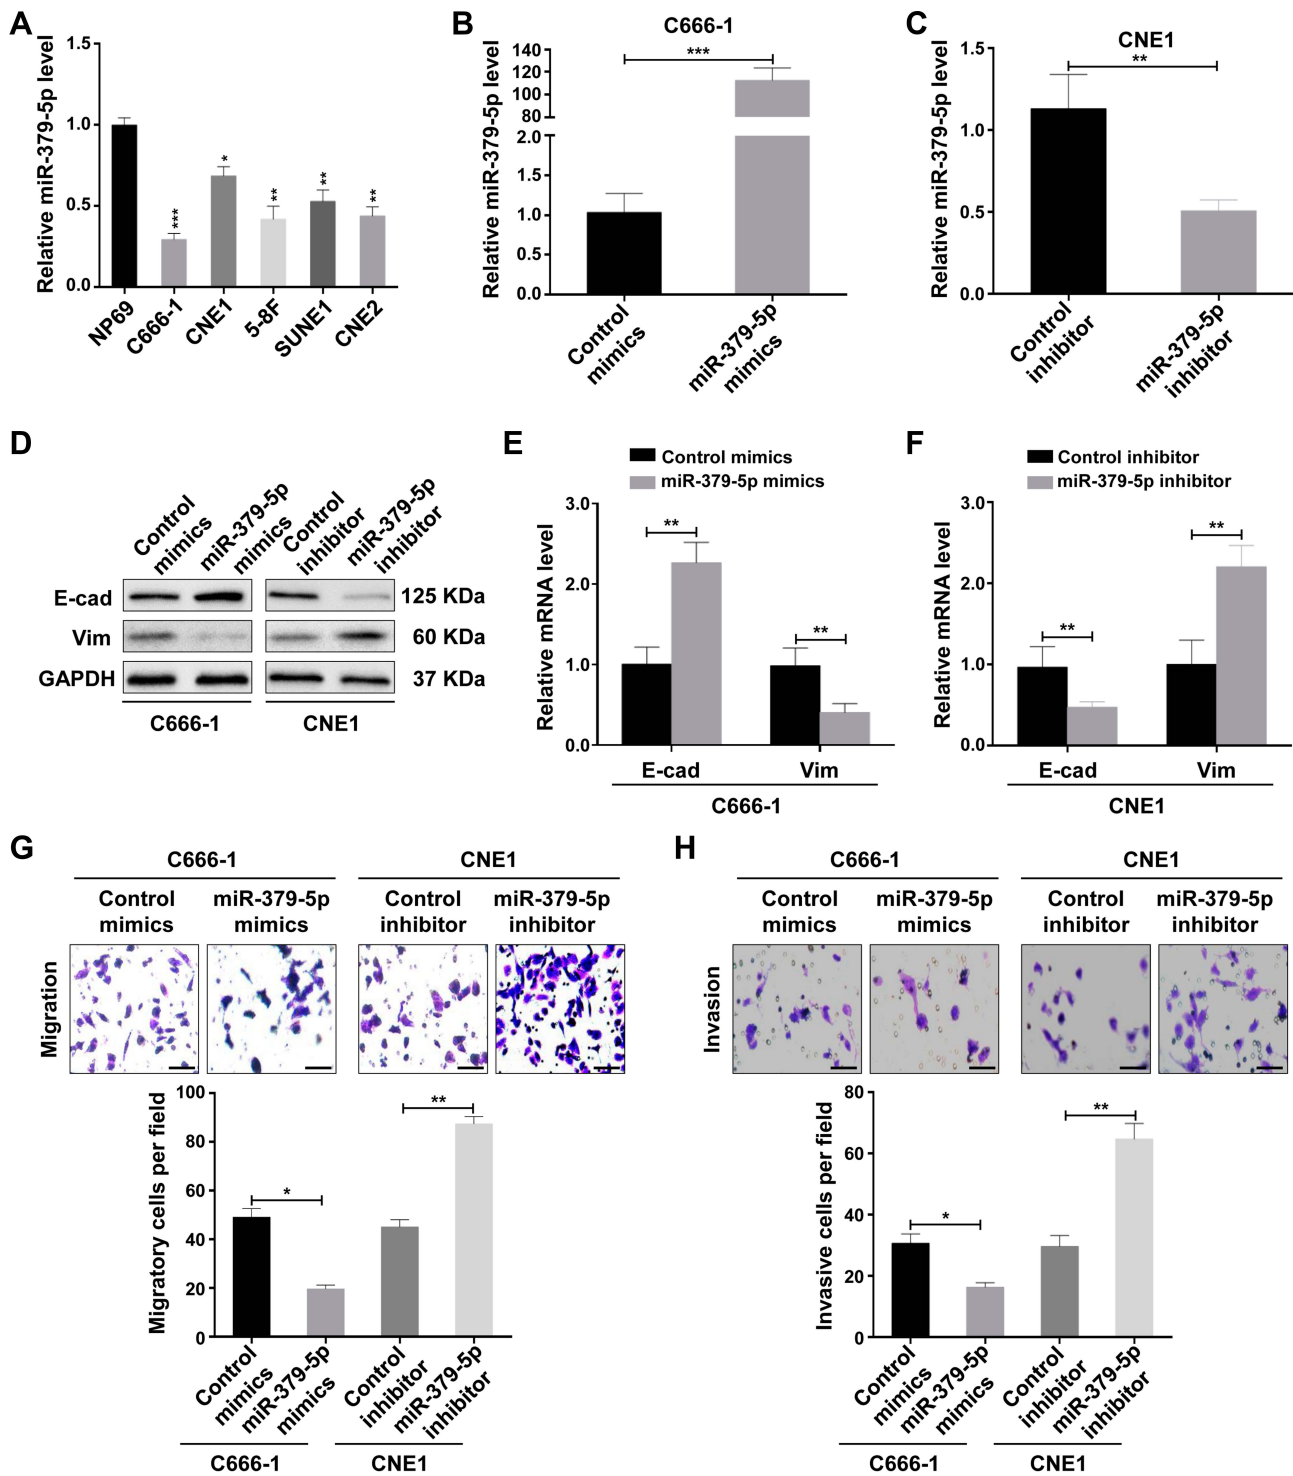 A
Relative miR-379-5p level
1.5
1.0
0.5
0.0
***
*
**
**
**
NP69
C666-1
CNE1
5-8F
SUNE1
CNE2
B
C666-1
Relative miR-379-5p level
140
120
100
80
2.0
1.5
1.0
0.5
0.0
***
Control
mimics
miR-379-5p
mimics
C
CNE1
Relative miR-379-5p level
1.5
1.0
0.5
0.0
**
Control
inhibitor
miR-379-5p
inhibitor
D
Control
mimics
miR-379-5p
mimics
Control
inhibitor
miR-379-5p
inhibitor
E-cad
125 KDa
Vim
60 KDa
GAPDH
37 KDa
C666-1
CNE1
E
Control mimics
miR-379-5p mimics
Relative mRNA level
3.0
2.0
1.0
0.0
**
**
E-cad
Vim
C666-1
F
Control inhibitor
miR-379-5p inhibitor
Relative mRNA level
3.0
2.0
1.0
0.0
**
**
E-cad
Vim
CNE1
G
C666-1
CNE1
Control
mimics
miR-379-5p
mimics
Control
inhibitor
miR-379-5p
inhibitor
Migration
Migratory cells per field
100
80
60
40
20
0
*
**
Control
mimics
miR-379-5p
mimics
Control
inhibitor
miR-379-5p
inhibitor
C666-1
CNE1
H
C666-1
CNE1
Control
mimics
miR-379-5p
mimics
Control
inhibitor
miR-379-5p
inhibitor
Invasion
Invasive cells per field
80
60
40
20
0
*
**
Control
mimics
miR-379-5p
mimics
Control
inhibitor
miR-379-5p
inhibitor
C666-1
CNE1